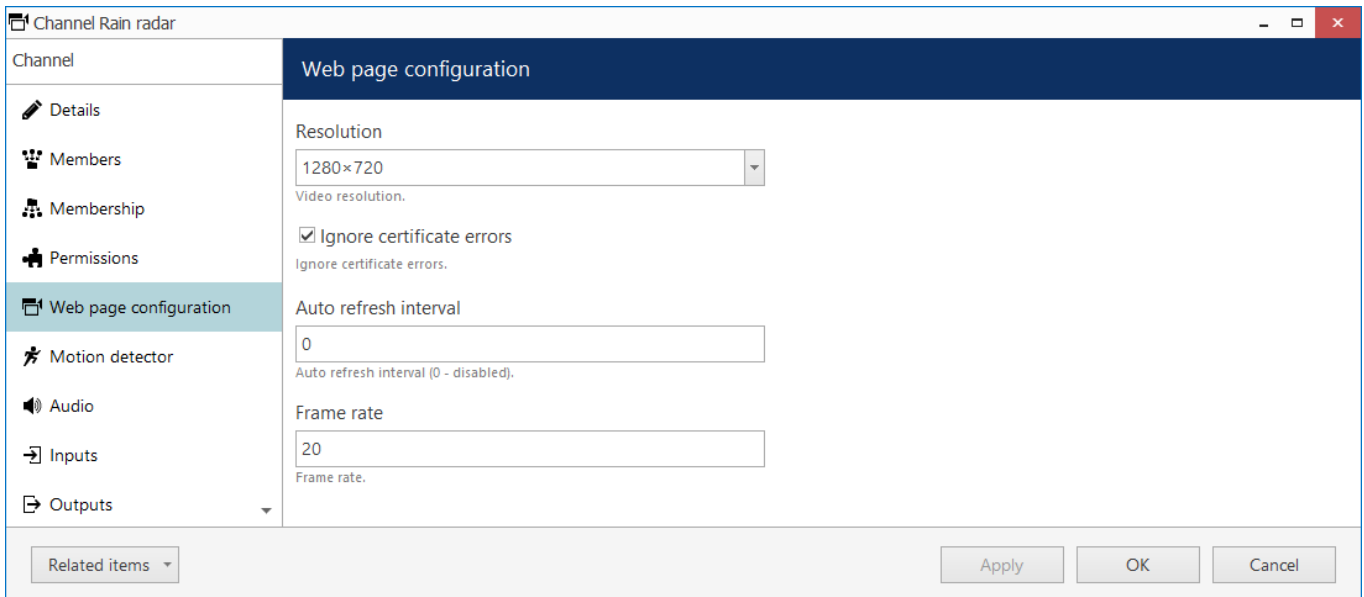 Channel Rain radar
Channel
Details
Members
Membership
Permissions
Web page configuration
Motion detector
Audio
Inputs
Outputs
Web page configuration
Resolution
1280×720
Video resolution.
Ignore certificate errors
Ignore certificate errors.
Auto refresh interval
0
Auto refresh interval (0 - disabled).
Frame rate
20
Frame rate.
Related items
Apply
OK
Cancel